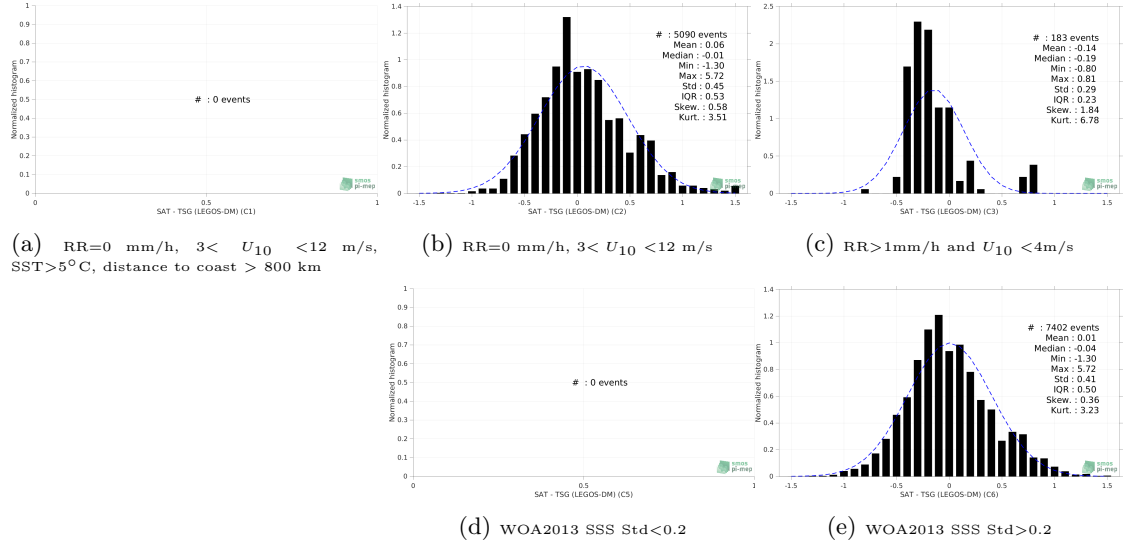 1
0.9
0.8
0.7
0.6
0.5
0.4
0.3
0.2
0.1
0
Normalized histogram
# : 0 events
0 0.5 1
SAT - TSG (LEGOS-DM) (C1)
smos
pi-mep
1.4
1.2
1
0.8
0.6
0.4
0.2
0
Normalized histogram
# : 5090 events
Mean : 0.06
Median : -0.01
Min : -1.30
Max : 5.72
Std : 0.45
IQR : 0.53
Skew. : 0.58
Kurt. : 3.51
-1.5 -1 -0.5 0 0.5 1 1.5
SAT - TSG (LEGOS-DM) (C2)
smos
pi-mep
2.5
2
1.5
1
0.5
0
Normalized histogram
# : 183 events
Mean : -0.14
Median : -0.19
Min : -0.80
Max : 0.81
Std : 0.29
IQR : 0.23
Skew. : 1.84
Kurt. : 6.78
-1.5 -1 -0.5 0 0.5 1 1.5
SAT - TSG (LEGOS-DM) (C3)
smos
pi-mep
(a) RR=0 mm/h, 3< U10 <12 m/s,
SST>5°C, distance to coast > 800 km
(b) RR=0 mm/h, 3< U10 <12 m/s
(c) RR>1mm/h and U10 <4m/s
1
0.9
0.8
0.7
0.6
0.5
0.4
0.3
0.2
0.1
0
Normalized histogram
# : 0 events
0 0.5 1
SAT - TSG (LEGOS-DM) (C5)
smos
pi-mep
1.4
1.2
1
0.8
0.6
0.4
0.2
0
Normalized histogram
# : 7402 events
Mean : 0.01
Median : -0.04
Min : -1.30
Max : 5.72
Std : 0.41
IQR : 0.50
Skew. : 0.36
Kurt. : 3.23
-1.5 -1 -0.5 0 0.5 1 1.5
SAT - TSG (LEGOS-DM) (C6)
smos
pi-mep
(d) WOA2013 SSS Std<0.2
(e) WOA2013 SSS Std>0.2